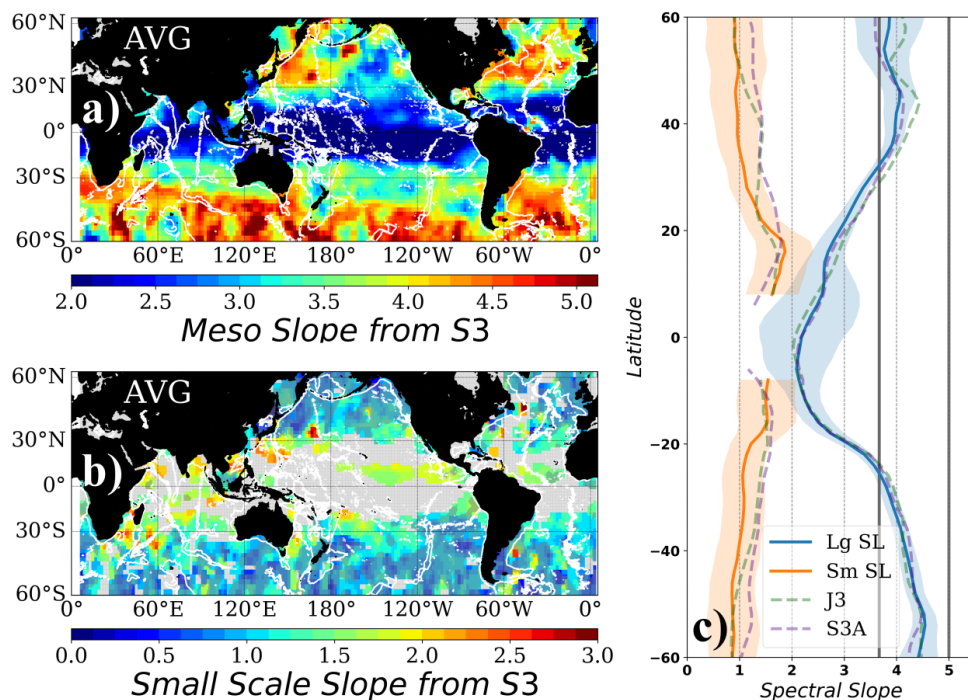 60°N
AVG
30°N
a)
0°
30°S
60°S
60°E
120°E
180°
120°W
60°W
0°
2.0
2.5
3.0
3.5
4.0
4.5
5.0
Meso Slope from S3
60°N
AVG
30°N
b)
0°
30°S
60°S
60°E
120°E
180°
120°W
60°W
0°
0.0
0.5
1.0
1.5
2.0
2.5
3.0
Small Scale Slope from S3
60
40
20
0
−20
−40
−60
Latitude
Lg SL
Sm SL
J3
S3A
c)
0
1
2
3
4
5
Spectral Slope